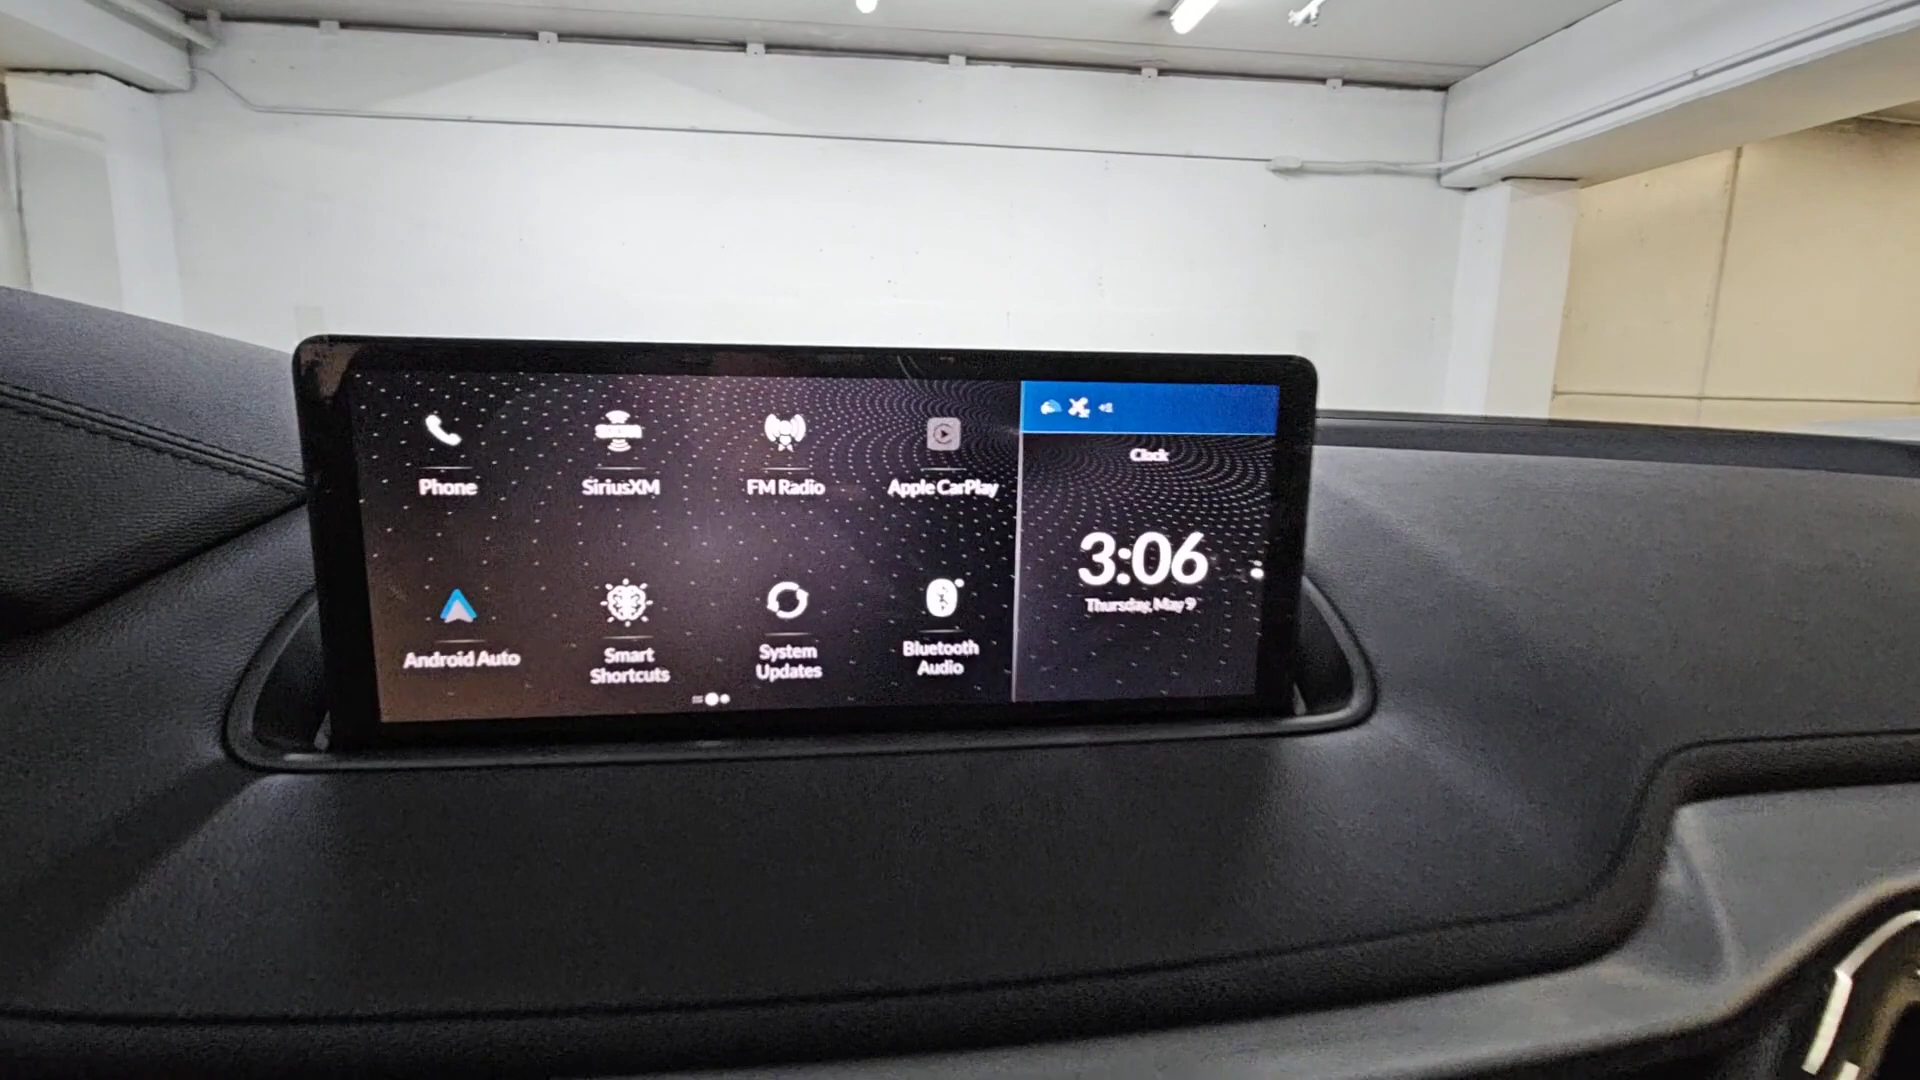 Phone
SiriusXM
FM Radio
Apple CarPlay
Android Auto
Smart
Shortcuts
System
Updates
Bluetooth
Audio
Clock
3:06
Thursday, May 9